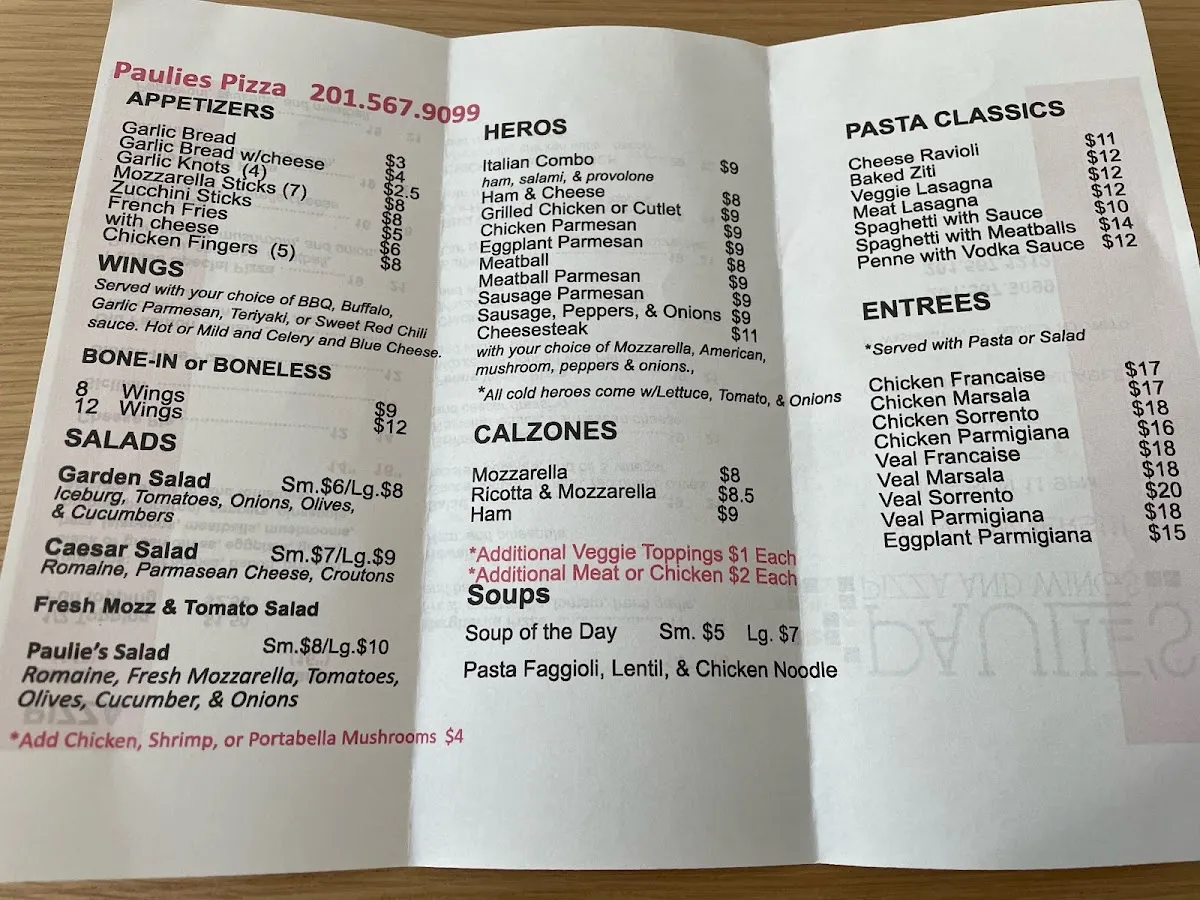 Paulies Pizza 201.567.9099
APPETIZERS
Garlic Bread $3
Garlic Bread w/cheese $4
Garlic Knots (4) $2.5
Mozzarella Sticks (7) $8
Zucchini Sticks $8
French Fries $5
with cheese $6
Chicken Fingers (5) $8
WINGS
Served with your choice of BBQ, Buffalo,
Garlic Parmesan, Teriyaki, or Sweet Red Chili
sauce. Hot or Mild and Celery and Blue Cheese.
BONE-IN or BONELESS
8 Wings $9
12 Wings $12
SALADS
Garden Salad Sm.$6/Lg.$8
Iceburg, Tomatoes, Onions, Olives,
& Cucumbers
Caesar Salad Sm.$7/Lg.$9
Romaine, Parmasean Cheese, Croutons
Fresh Mozz & Tomato Salad
Sm.$8/Lg.$10
Paulie's Salad
Romaine, Fresh Mozzarella, Tomatoes,
Olives, Cucumber, & Onions
*Add Chicken, Shrimp, or Portabella Mushrooms $4
HEROS
Italian Combo $9
ham, salami, & provolone
Ham & Cheese $8
Grilled Chicken or Cutlet $9
Chicken Parmesan $9
Eggplant Parmesan $9
Meatball $8
Meatball Parmesan $9
Sausage Parmesan $9
Sausage, Peppers, & Onions $9
Cheesesteak $11
with your choice of Mozzarella, American,
mushroom, peppers & onions.,
*All cold heroes come w/Lettuce, Tomato, & Onions
CALZONES
Mozzarella $8
Ricotta & Mozzarella $8.5
Ham $9
*Additional Veggie Toppings $1 Each
*Additional Meat or Chicken $2 Each
Soups
Soup of the Day Sm. $5 Lg. $7
Pasta Faggioli, Lentil, & Chicken Noodle
PASTA CLASSICS
Cheese Ravioli $11
Baked Ziti $12
Veggie Lasagna $12
Meat Lasagna $12
Spaghetti with Sauce $10
Spaghetti with Meatballs $14
Penne with Vodka Sauce $12
ENTREES
*Served with Pasta or Salad
Chicken Francaise $17
Chicken Marsala $17
Chicken Sorrento $18
Chicken Parmigiana $16
Veal Francaise $18
Veal Marsala $18
Veal Sorrento $20
Veal Parmigiana $18
Eggplant Parmigiana $15